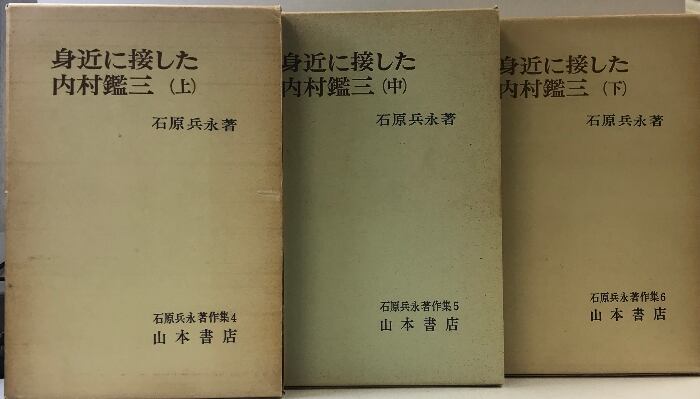 身近に接した
内村鑑三（上）
石原兵永著
石原兵永著作集4
山本書店
身近に接した
内村鑑三（中）
石原兵永著
石原兵永著作集5
山本書店
身近に接した
内村鑑三（下）
石原兵永著
石原兵永著作集6
山本書店